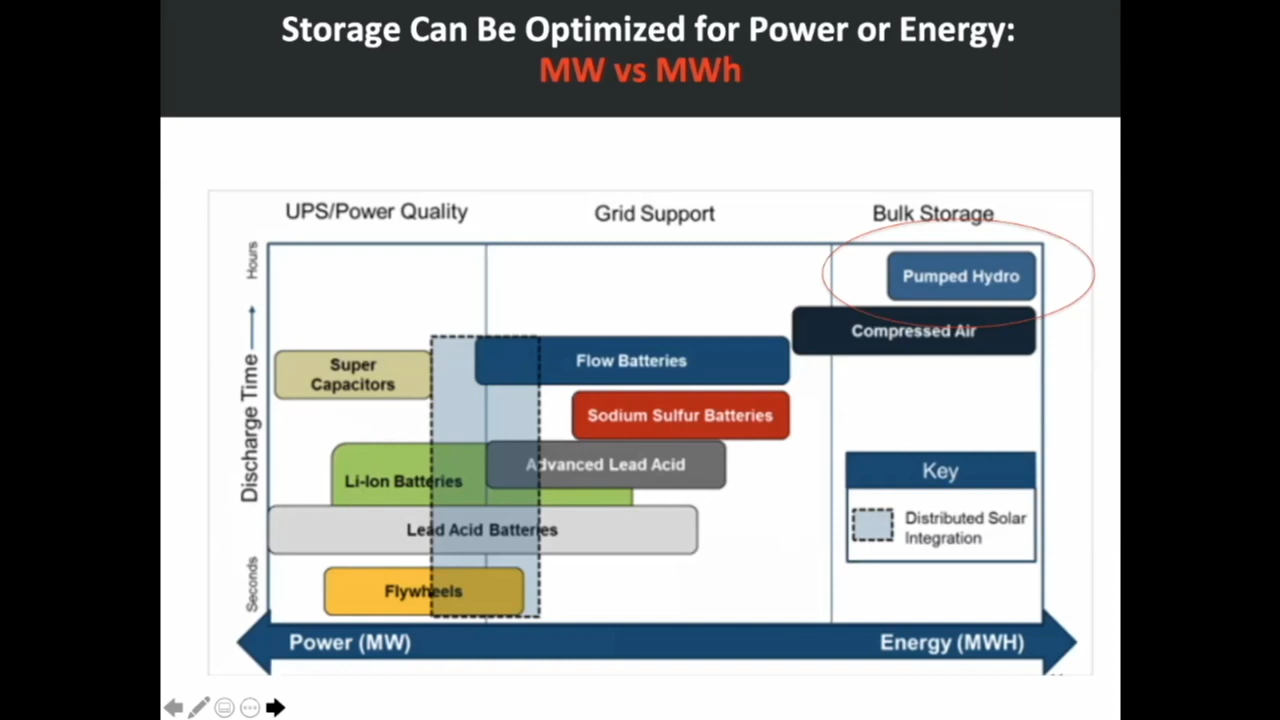 Storage Can Be Optimized for Power or Energy:
MW vs MWh
UPS/Power Quality
Grid Support
Bulk Storage
Hours
Discharge Time
Seconds
Pumped Hydro
Compressed Air
Flow Batteries
Super
Capacitors
Sodium Sulfur Batteries
Advanced Lead Acid
Li-Ion Batteries
Lead Acid Batteries
Flywheels
Key
Distributed Solar
Integration
Power (MW)
Energy (MWH)